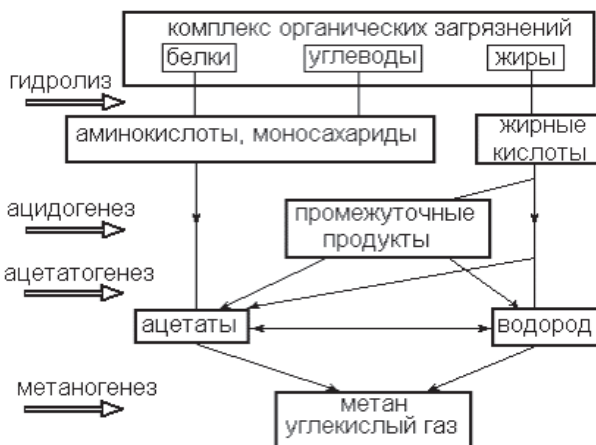 комплекс органических загрязнений
белки углеводы жиры
гидролиз
аминокислоты, моносахариды
жирные
кислоты
ацидогенез
промежуточные
продукты
ацетатогенез
ацетаты
водород
метаногенез
метан
углекислый газ